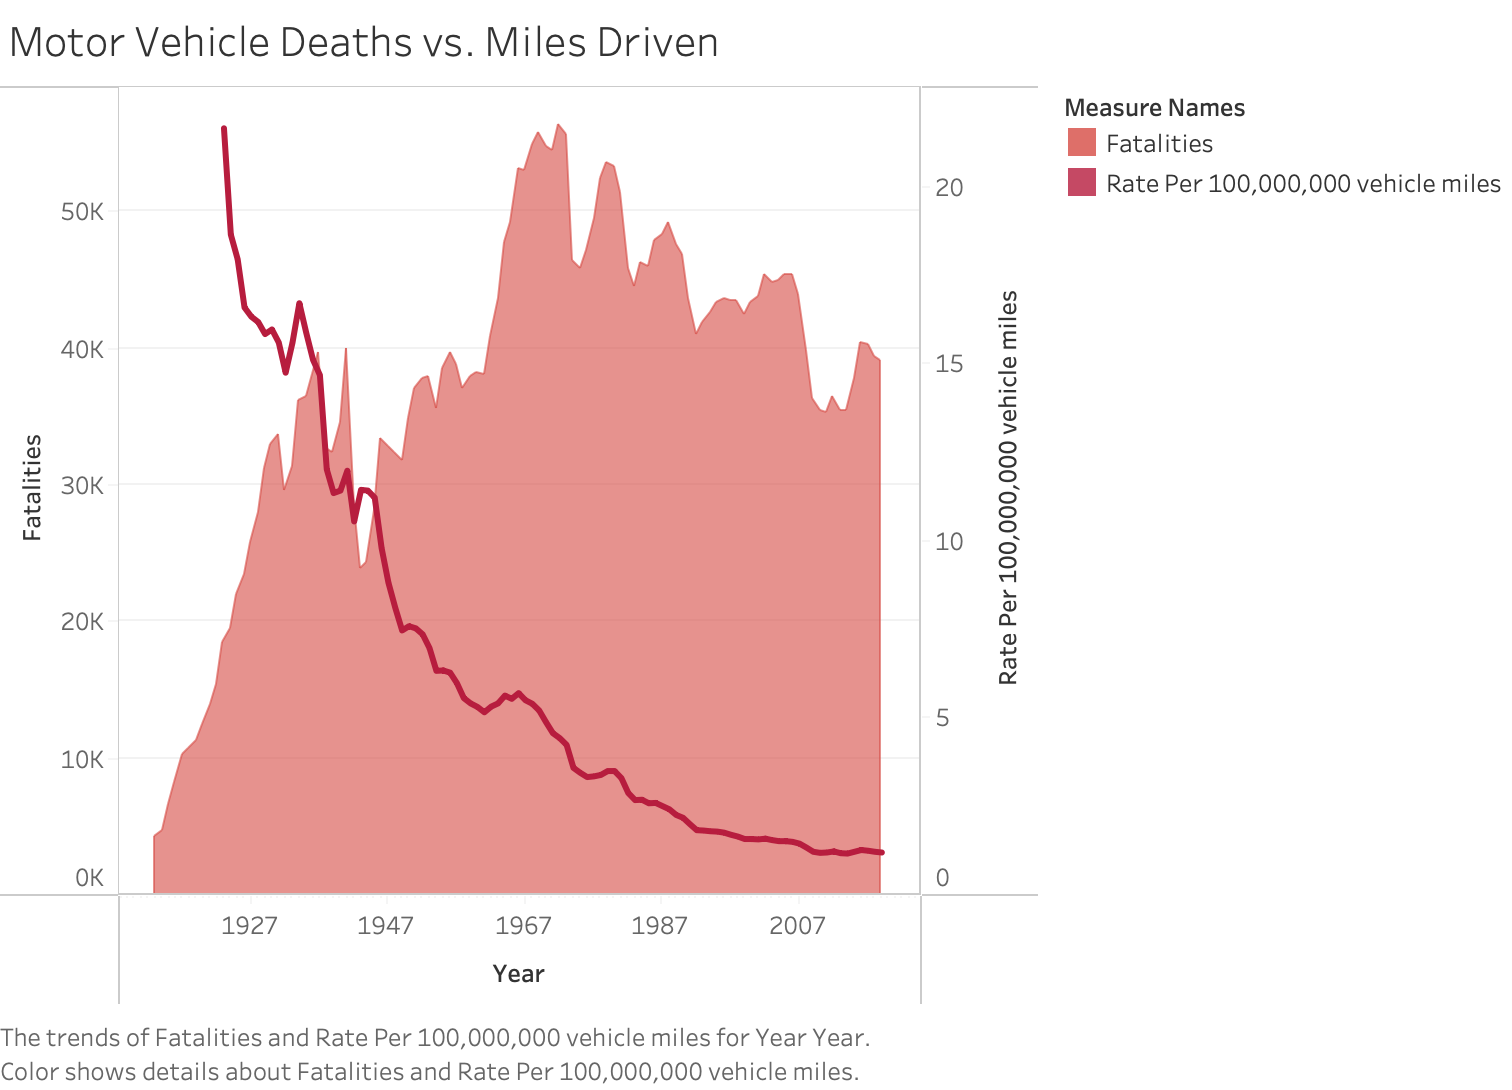 Motor Vehicle Deaths vs. Miles Driven
Measure Names
Fatalities
Rate Per 100,000,000 vehicle miles
50K
40K
30K
20K
10K
0K
Fatalities
20
15
10
5
0
Rate Per 100,000,000 vehicle miles
1927
1947
1967
1987
2007
Year
The trends of Fatalities and Rate Per 100,000,000 vehicle miles for Year Year.
Color shows details about Fatalities and Rate Per 100,000,000 vehicle miles.